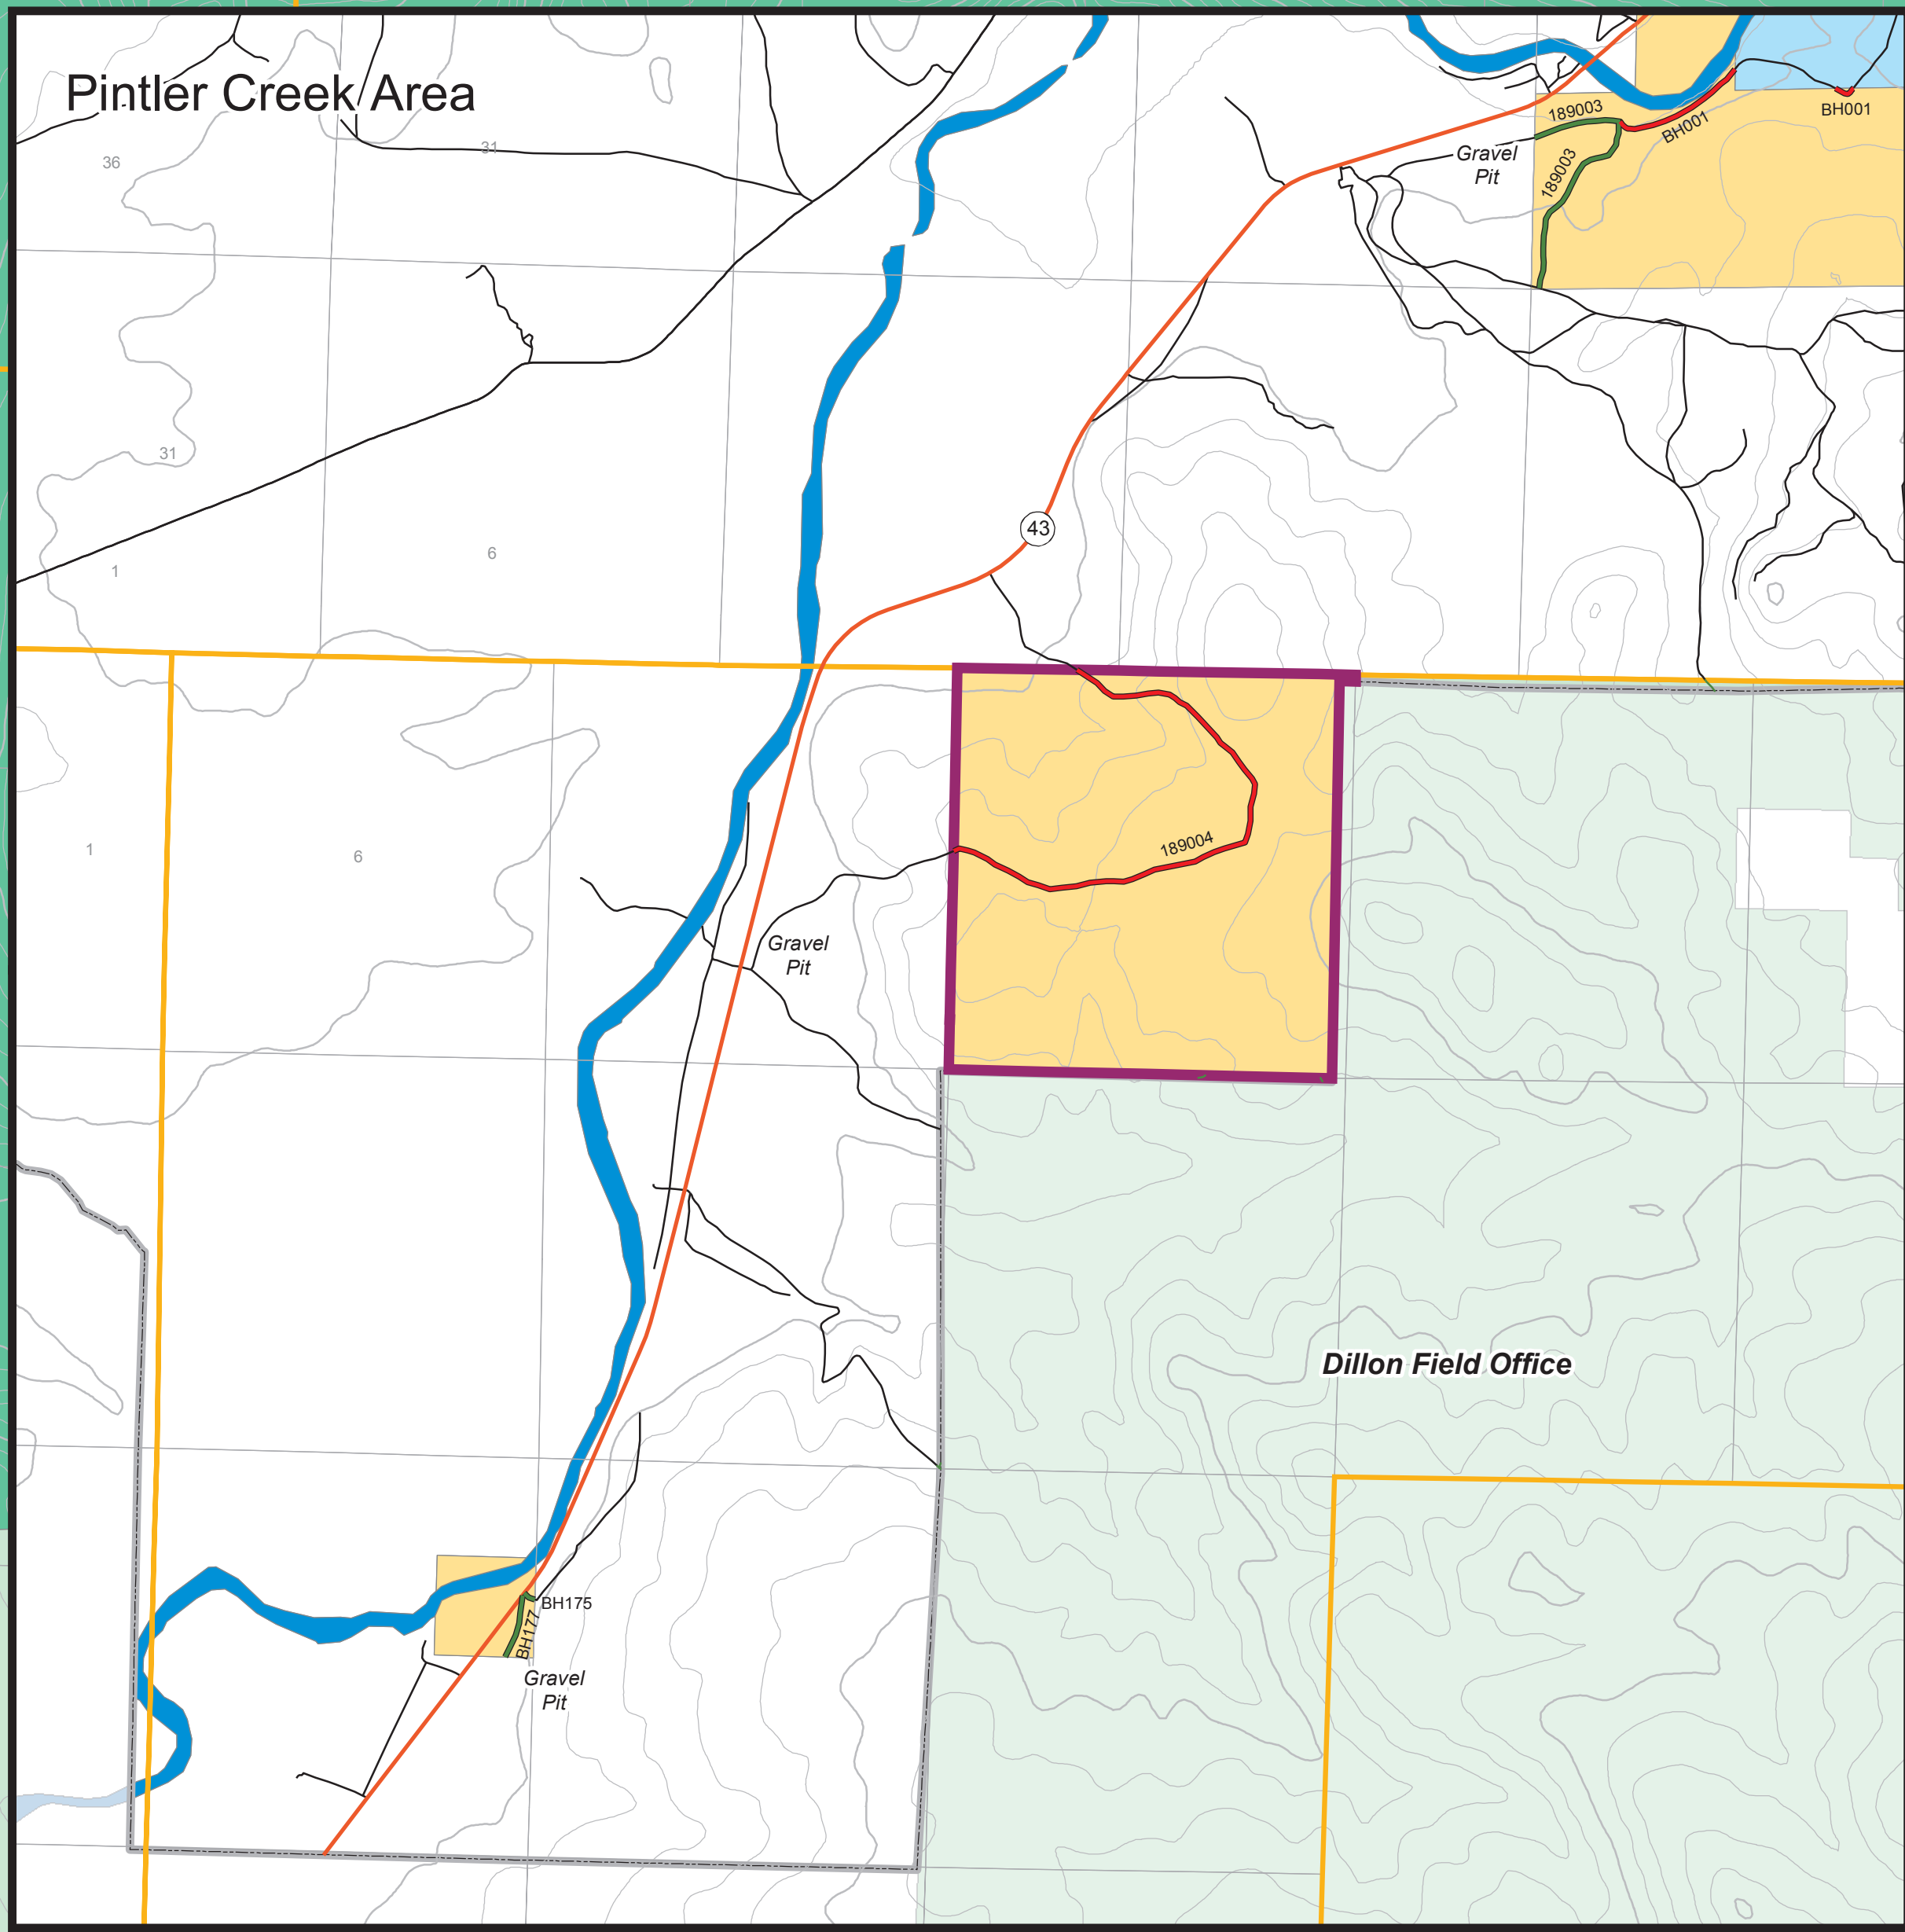 Pintler Creek Area
BH001
189003
BH001
31
Gravel
Pit
36
189003
31
43
6
1
189004
1
6
Gravel
Pit
Dillon Field Office
BH175
BH177
Gravel
Pit